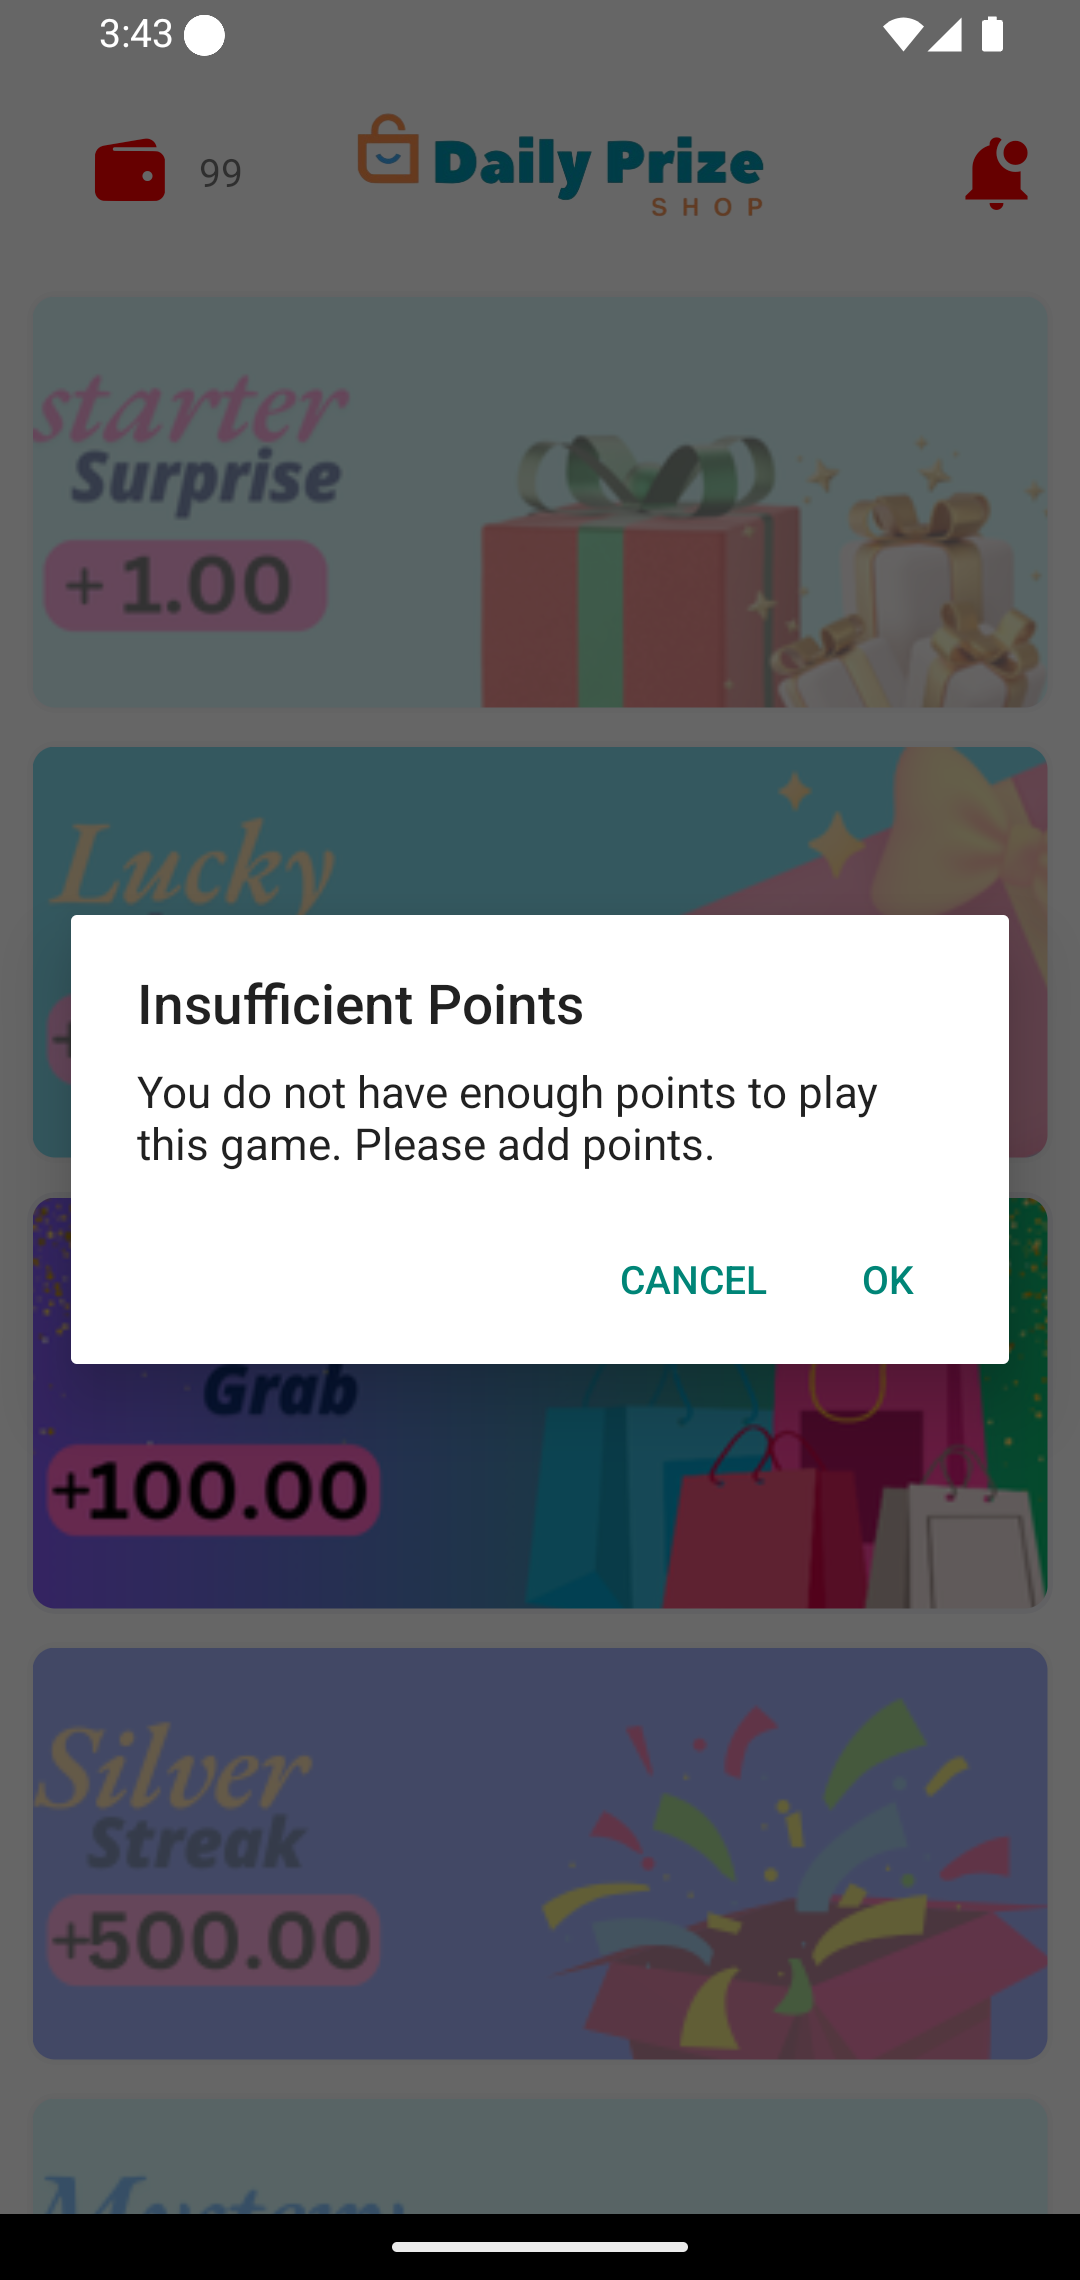 3:43
99
Daily Prize
SHOP
starter
Surprise
+ 1.00
Lucky
Insufficient Points
You do not have enough points to play
this game. Please add points.
CANCEL
OK
Grab
+100.00
Silver
Streak
+500.00